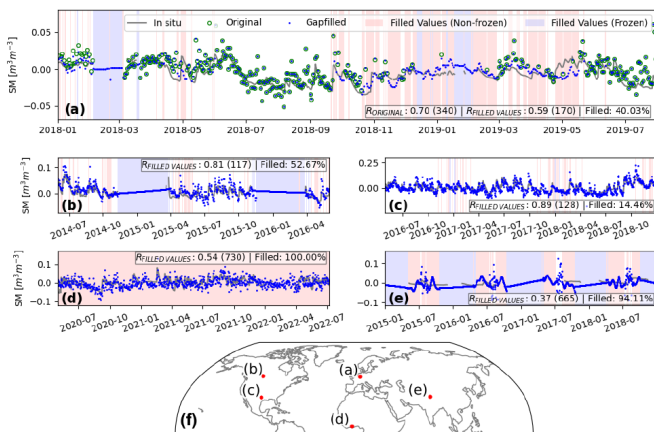 In situ Original Gapfilled Filled Values (Non-frozen) Filled Values (Frozen)
SM [m³m⁻³]
0.05
0.00
−0.05
(a)
R_ORIGINAL: 0.70 (340) | R_FILLED VALUES: 0.59 (170) | Filled: 40.03%
2018-01 2018-03 2018-05 2018-07 2018-09 2018-11 2019-01 2019-03 2019-05 2019-07
SM [m³m⁻³]
0.1
0.0
R_FILLED VALUES: 0.81 (117) | Filled: 52.67%
(b)
2014-07 2014-10 2015-01 2015-04 2015-07 2015-10 2016-01 2016-04
0.25
0.00
(c)
R_FILLED VALUES: 0.89 (128) | Filled: 14.46%
2016-07 2016-10 2017-01 2017-04 2017-07 2017-10 2018-01 2018-04 2018-07 2018-10
SM [m³m⁻³]
0.1
0.0
−0.1
R_FILLED VALUES: 0.54 (730) | Filled: 100.00%
(d)
2020-07 2020-10 2021-01 2021-04 2021-07 2021-10 2022-01 2022-04 2022-07
0.1
0.0
−0.1
(e)
R_FILLED VALUES: 0.37 (665) | Filled: 94.11%
2015-01 2015-07 2016-01 2016-07 2017-01 2017-07 2018-01 2018-07
(b) (a)
(c) (e)
(f) (d)